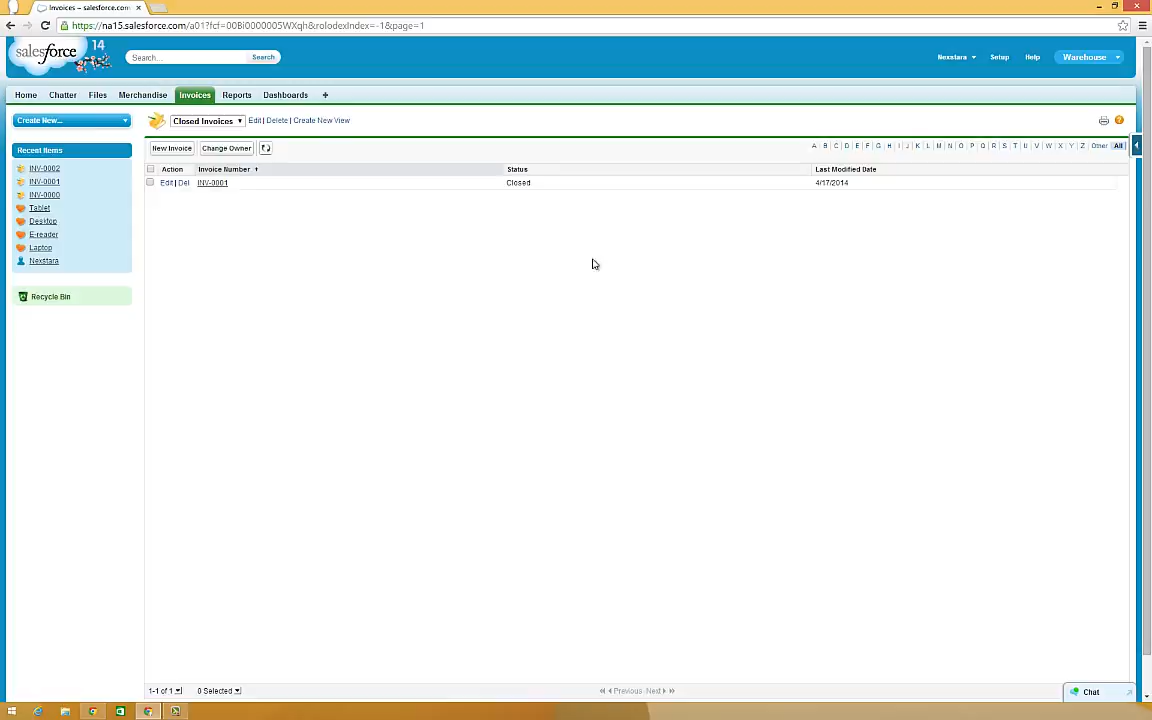 Invoices ~ salesforce.com
https://na15.salesforce.com/a01?fcf=00Bi0000005WXqh&rolodexIndex=-1&page=1
salesforce 14
Search... Search
Nexstara Setup Help Warehouse
Home Chatter Files Merchandise Invoices Reports Dashboards +
Create New...
Closed Invoices Edit | Delete | Create New View
New Invoice Change Owner
A B C D E F G H I J K L M N O P Q R S T U V W X Y Z Other All
Recent Items
Action Invoice Number Status Last Modified Date
INV-0002
Edit | Del INV-0001 Closed 4/17/2014
INV-0001
INV-0000
Tablet
Desktop
E-reader
Laptop
Nexstara
Recycle Bin
1-1 of 1 0 Selected Previous Next
Chat